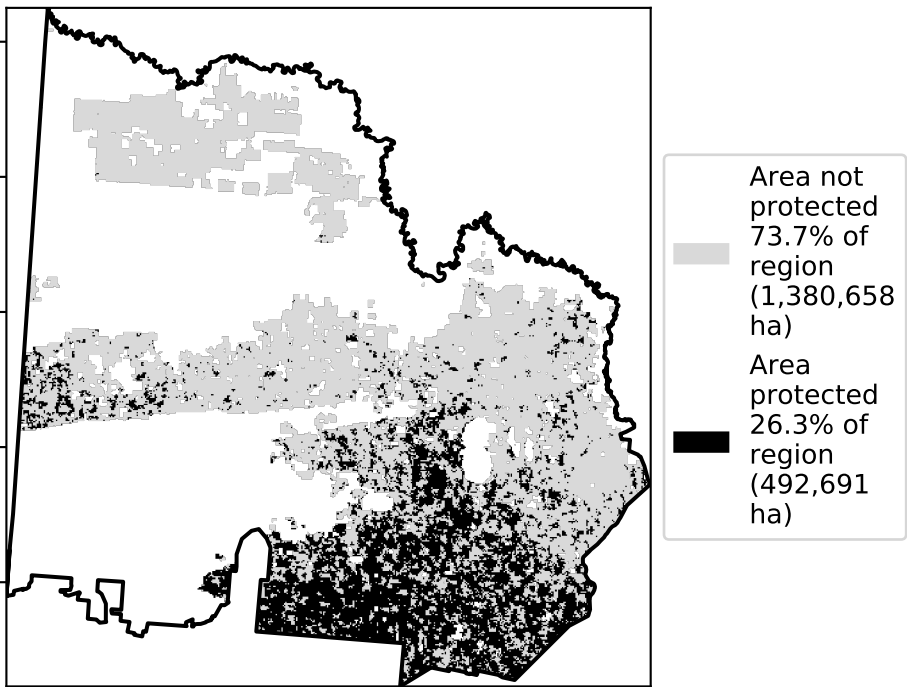 Area not
protected
73.7% of
region
(1,380,658
ha)
Area
protected
26.3% of
region
(492,691
ha)